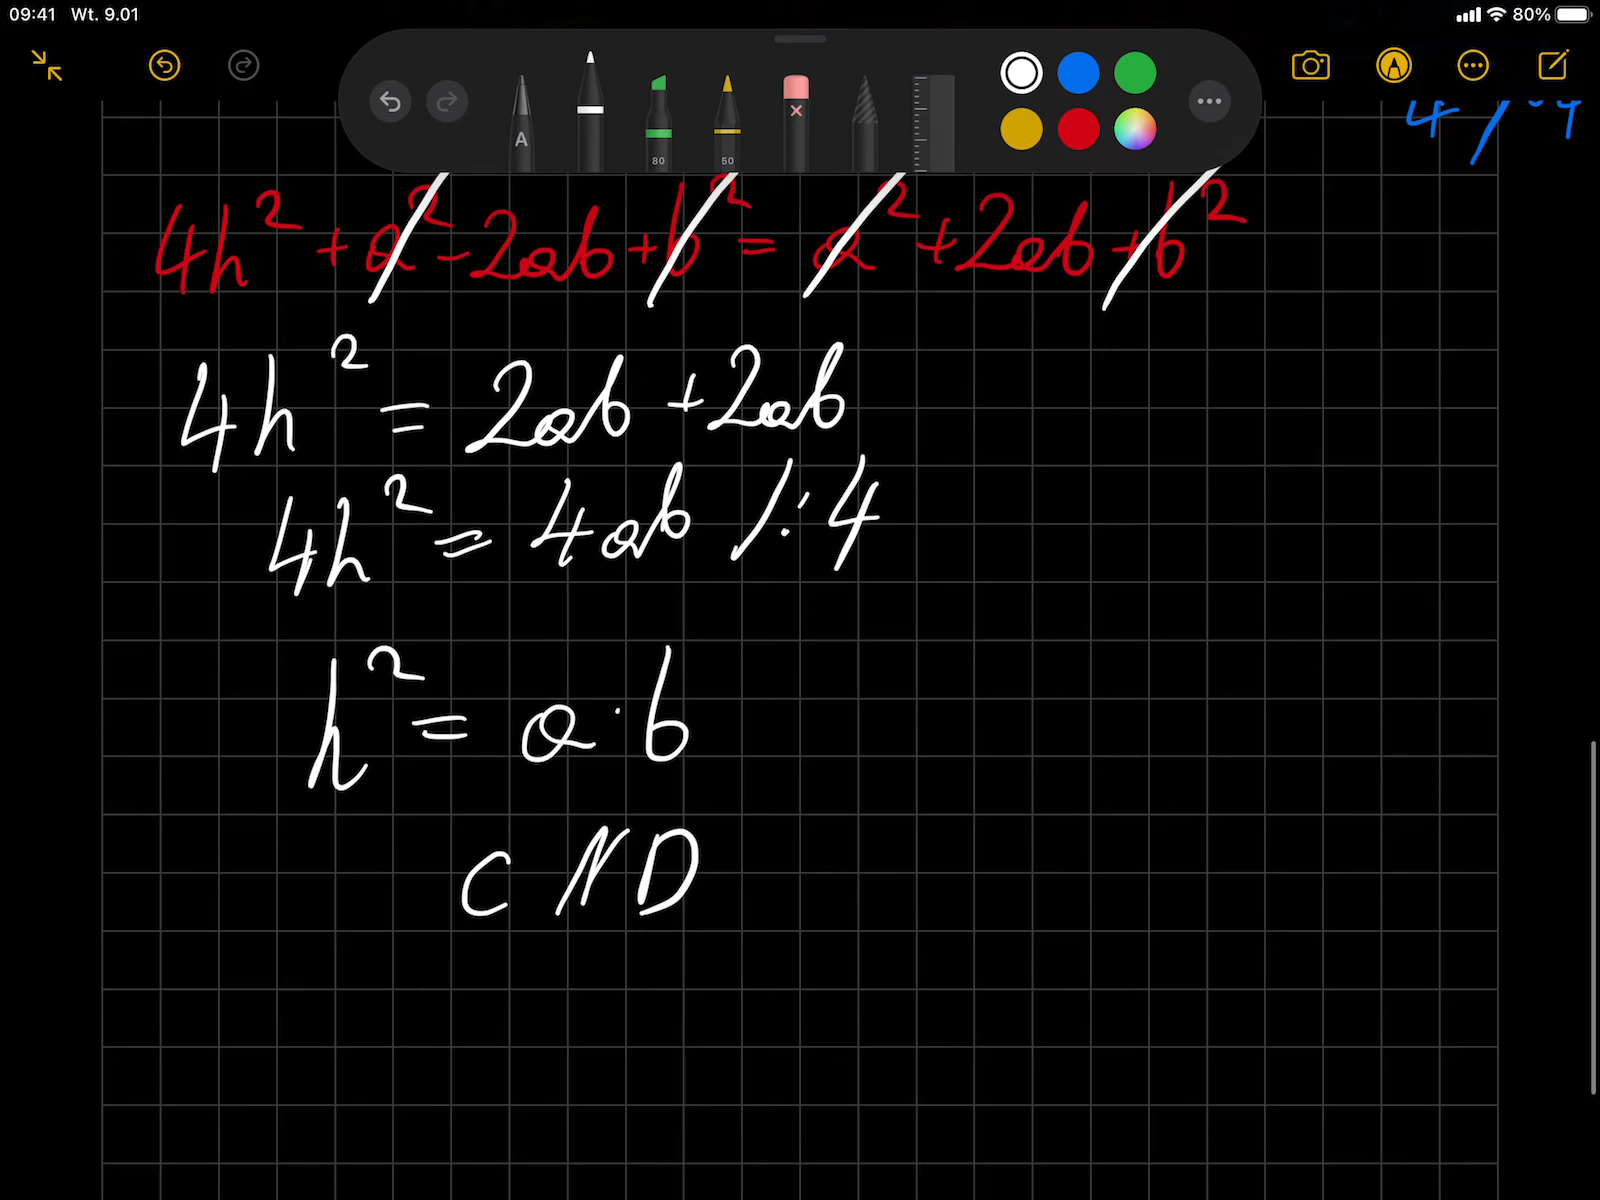 09:41 Wt. 9.01 80%
A 80 50
4h² + a² - 2ab + b² = a² + 2ab + b²
4h² = 2ab + 2ab
4h² = 4ab /:4
h² = a·b
CND